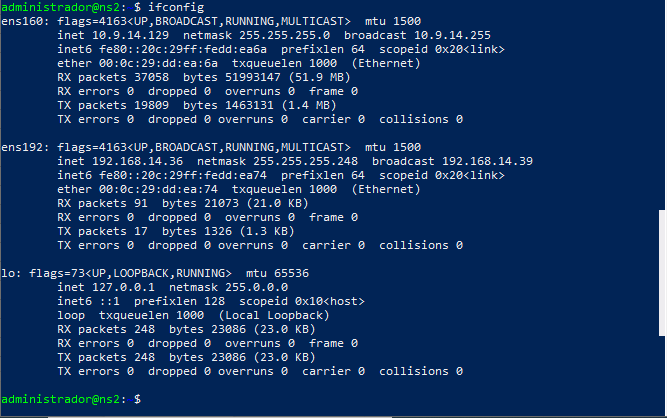 administrador@ns2: $ ifconfig
ens160: flags=4163<UP,BROADCAST,RUNNING,MULTICAST>  mtu 1500
        inet 10.9.14.129  netmask 255.255.255.0  broadcast 10.9.14.255
        inet6 fe80::20c:29ff:fedd:ea6a  prefixlen 64  scopeid 0x20<link>
        ether 00:0c:29:dd:ea:6a  txqueuelen 1000  (Ethernet)
        RX packets 37058  bytes 51993147 (51.9 MB)
        RX errors 0  dropped 0  overruns 0  frame 0
        TX packets 19809  bytes 1463131 (1.4 MB)
        TX errors 0  dropped 0 overruns 0  carrier 0  collisions 0

ens192: flags=4163<UP,BROADCAST,RUNNING,MULTICAST>  mtu 1500
        inet 192.168.14.36  netmask 255.255.255.248  broadcast 192.168.14.39
        inet6 fe80::20c:29ff:fedd:ea74  prefixlen 64  scopeid 0x20<link>
        ether 00:0c:29:dd:ea:74  txqueuelen 1000  (Ethernet)
        RX packets 91  bytes 21073 (21.0 KB)
        RX errors 0  dropped 0  overruns 0  frame 0
        TX packets 17  bytes 1326 (1.3 KB)
        TX errors 0  dropped 0 overruns 0  carrier 0  collisions 0

lo: flags=73<UP,LOOPBACK,RUNNING>  mtu 65536
        inet 127.0.0.1  netmask 255.0.0.0
        inet6 ::1  prefixlen 128  scopeid 0x10<host>
        loop  txqueuelen 1000  (Local Loopback)
        RX packets 248  bytes 23086 (23.0 KB)
        RX errors 0  dropped 0  overruns 0  frame 0
        TX packets 248  bytes 23086 (23.0 KB)
        TX errors 0  dropped 0 overruns 0  carrier 0  collisions 0

administrador@ns2: $